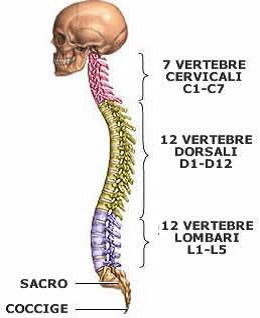 7 VERTEBRE
CERVICALI
C1-C7
12 VERTEBRE
DORSALI
D1-D12
12 VERTEBRE
LOMBARI
L1-L5
SACRO
COCCIGE